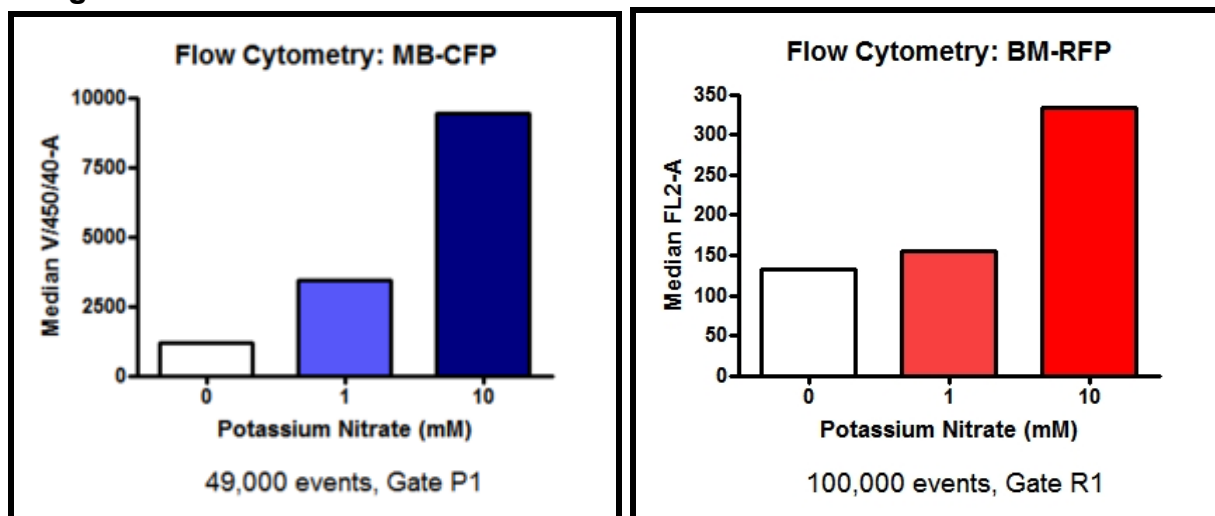 Flow Cytometry: MB-CFP
Median V/450/40-A
10000
7500
5000
2500
0
0 1 10
Potassium Nitrate (mM)
49,000 events, Gate P1
Flow Cytometry: BM-RFP
Median FL2-A
350
300
250
200
150
100
50
0
0 1 10
Potassium Nitrate (mM)
100,000 events, Gate R1